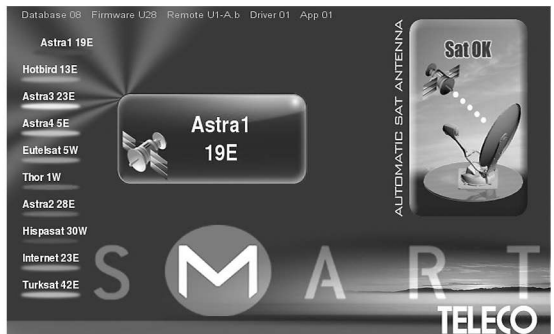 Database 08 Firmware U28 Remote U1-A.b Driver 01 App 01
Astra1 19E
Hotbird 13E
Astra3 23E
Astra4 5E
Eutelsat 5W
Thor 1W
Astra2 28E
Hispasat 30W
Internet 23E
Turksat 42E
Astra1
19E
AUTOMATIC SAT ANTENNA
Sat OK
SMART
TELECO